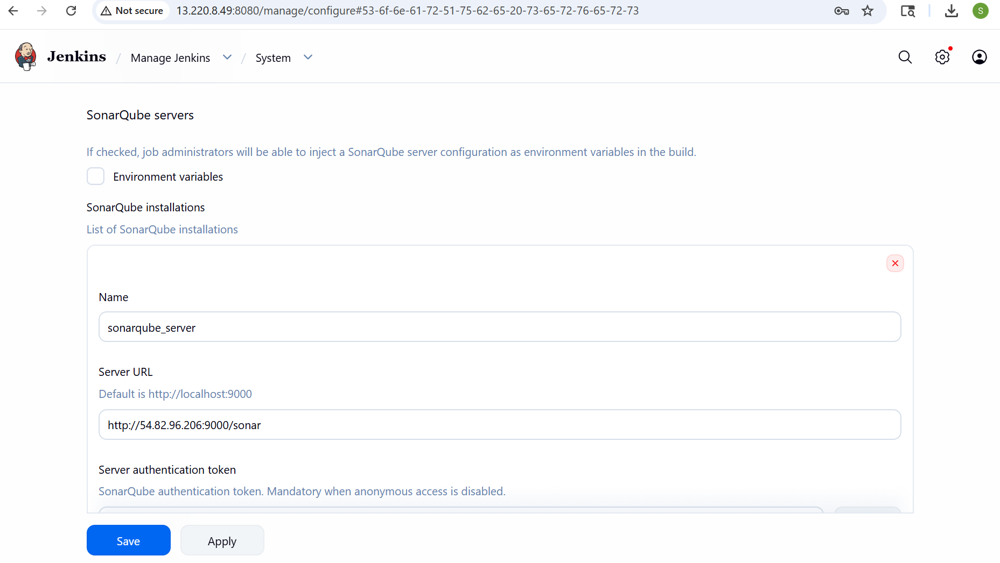 Not secure 13.220.8.49:8080/manage/configure#53-6f-6e-61-72-51-75-62-65-20-73-65-72-76-65-72-73
S
Jenkins / Manage Jenkins / System
SonarQube servers
If checked, job administrators will be able to inject a SonarQube server configuration as environment variables in the build.
Environment variables
SonarQube installations
List of SonarQube installations
Name
sonarqube_server
Server URL
Default is http://localhost:9000
http://54.82.96.206:9000/sonar
Server authentication token
SonarQube authentication token. Mandatory when anonymous access is disabled.
Save Apply